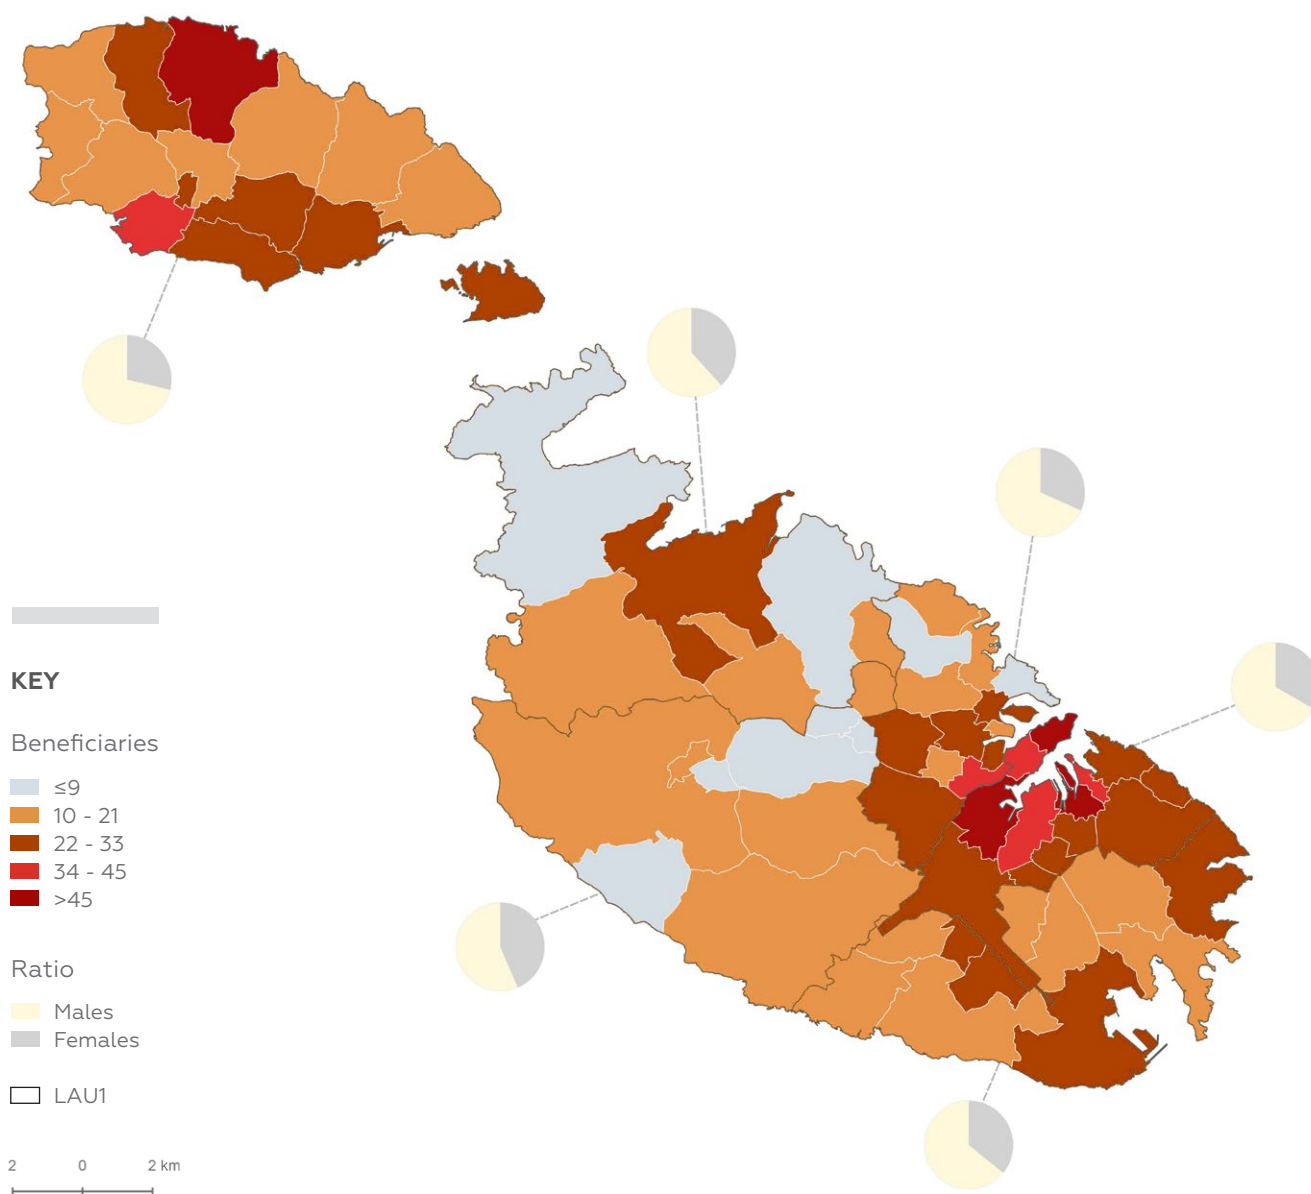 KEY
Beneficiaries
≤9
10 - 21
22 - 33
34 - 45
>45
Ratio
Males
Females
LAU1
2 0 2 km